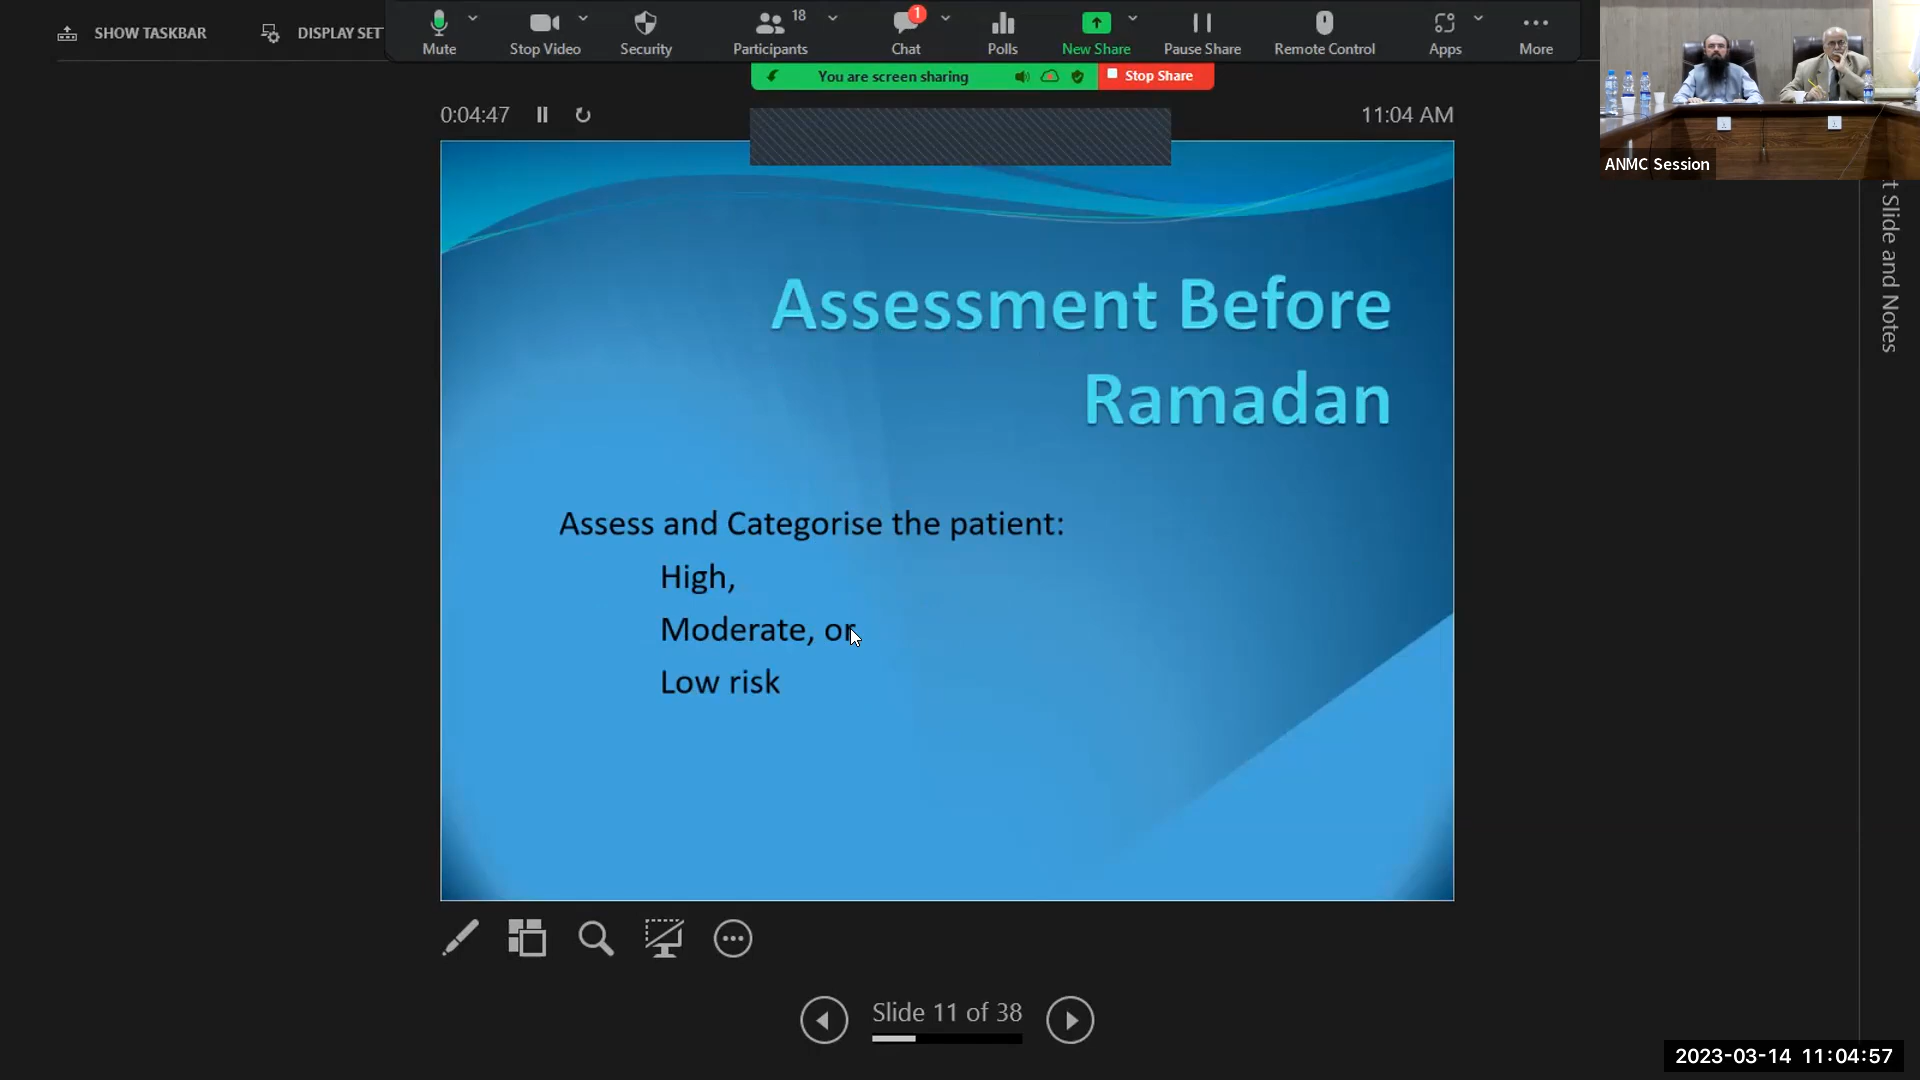 SHOW TASKBAR
DISPLAY SET
Mute
Stop Video
Security
18
Participants
1
Chat
Polls
New Share
Pause Share
Remote Control
Apps
More
You are screen sharing
Stop Share
0:04:47
11:04 AM
ANMC Session
t Slide and Notes
Assessment Before
Ramadan
Assess and Categorise the patient:
High,
Moderate, or
Low risk
Slide 11 of 38
2023-03-14 11:04:57